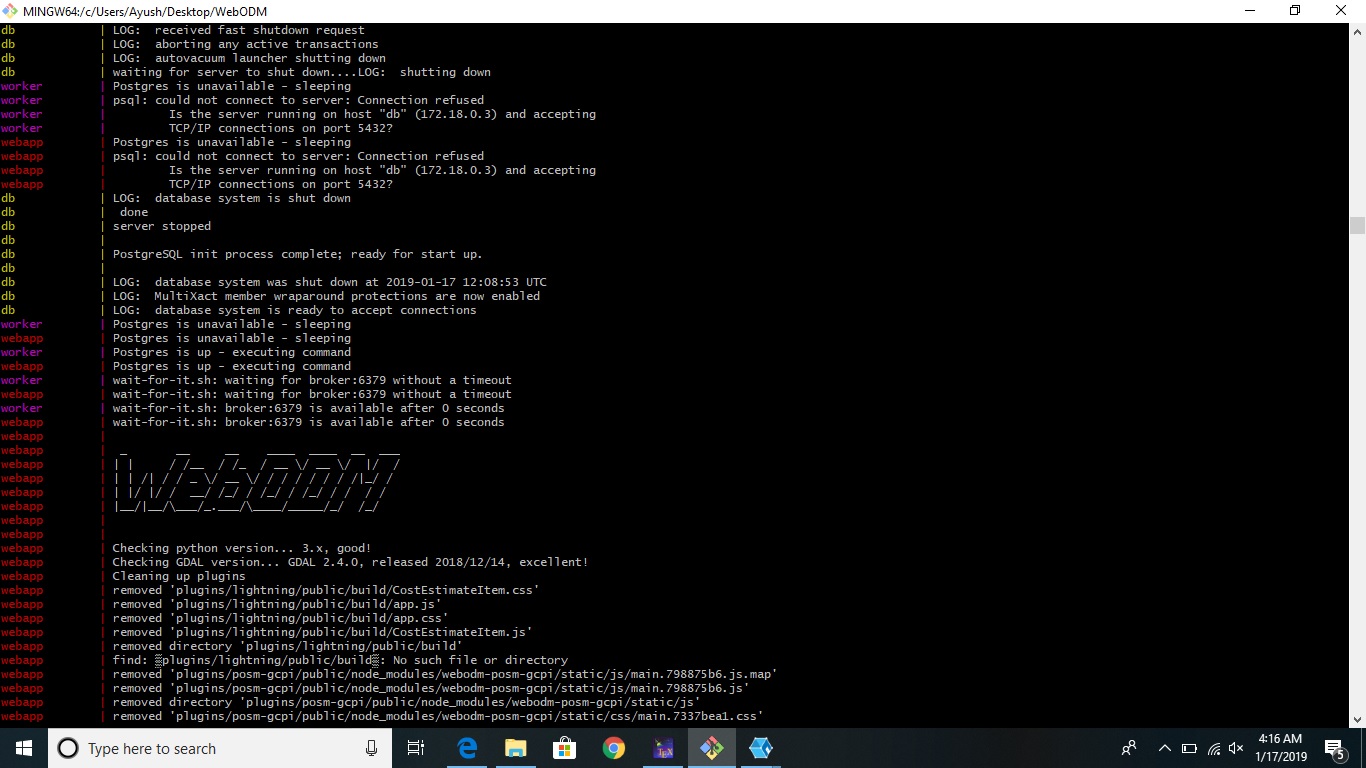 MINGW64:/c/Users/Ayush/Desktop/WebODM
db | LOG:  received fast shutdown request
db | LOG:  aborting any active transactions
db | LOG:  autovacuum launcher shutting down
db | waiting for server to shut down....LOG:  shutting down
worker | Postgres is unavailable - sleeping
worker | psql: could not connect to server: Connection refused
worker |         Is the server running on host "db" (172.18.0.3) and accepting
worker |         TCP/IP connections on port 5432?
webapp | Postgres is unavailable - sleeping
webapp | psql: could not connect to server: Connection refused
webapp |         Is the server running on host "db" (172.18.0.3) and accepting
webapp |         TCP/IP connections on port 5432?
db | LOG:  database system is shut down
db |  done
db | server stopped
db |
db | PostgreSQL init process complete; ready for start up.
db |
db | LOG:  database system was shut down at 2019-01-17 12:08:53 UTC
db | LOG:  MultiXact member wraparound protections are now enabled
db | LOG:  database system is ready to accept connections
worker | Postgres is unavailable - sleeping
webapp | Postgres is unavailable - sleeping
worker | Postgres is up - executing command
webapp | Postgres is up - executing command
worker | wait-for-it.sh: waiting for broker:6379 without a timeout
webapp | wait-for-it.sh: waiting for broker:6379 without a timeout
worker | wait-for-it.sh: broker:6379 is available after 0 seconds
webapp | wait-for-it.sh: broker:6379 is available after 0 seconds
webapp |
webapp |  _       __     __    ____  ____  __  ___
webapp | | |     / /__  / /_  / __ \/ __ \/  |/  /
webapp | | | /| / / _ \/ __ \/ / / / / / / /|_/ /
webapp | | |/ |/ /  __/ /_/ / /_/ / /_/ / /  / /
webapp | |__/|__/\___/_.___/\____/_____/_/  /_/
webapp |
webapp |
webapp | Checking python version... 3.x, good!
webapp | Checking GDAL version... GDAL 2.4.0, released 2018/12/14, excellent!
webapp | Cleaning up plugins
webapp | removed 'plugins/lightning/public/build/CostEstimateItem.css'
webapp | removed 'plugins/lightning/public/build/app.js'
webapp | removed 'plugins/lightning/public/build/app.css'
webapp | removed 'plugins/lightning/public/build/CostEstimateItem.js'
webapp | removed directory 'plugins/lightning/public/build'
webapp | find: ▒plugins/lightning/public/build▒: No such file or directory
webapp | removed 'plugins/posm-gcpi/public/node_modules/webodm-posm-gcpi/static/js/main.798875b6.js.map'
webapp | removed 'plugins/posm-gcpi/public/node_modules/webodm-posm-gcpi/static/js/main.798875b6.js'
webapp | removed directory 'plugins/posm-gcpi/public/node_modules/webodm-posm-gcpi/static/js'
webapp | removed 'plugins/posm-gcpi/public/node_modules/webodm-posm-gcpi/static/css/main.7337bea1.css'
Type here to search
TEX
4:16 AM
1/17/2019
5